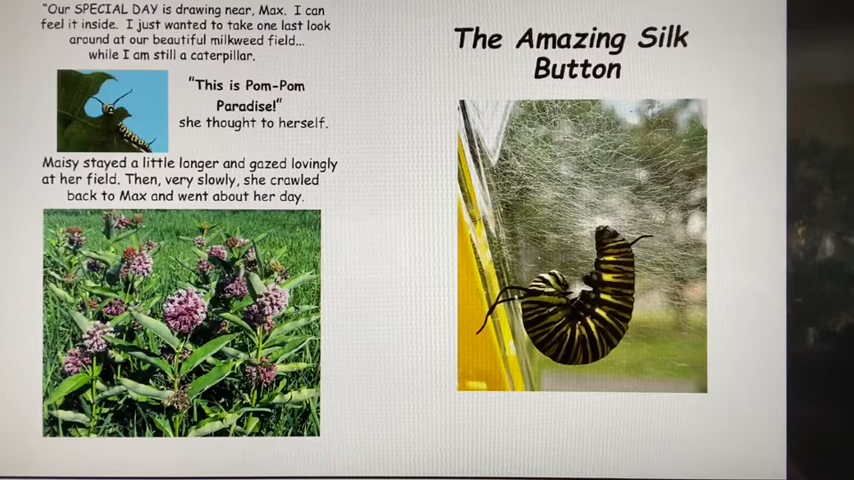 "Our SPECIAL DAY is drawing near, Max. I can
feel it inside. I just wanted to take one last look
around at our beautiful milkweed field...
while I am still a caterpillar.
"This is Pom-Pom
Paradise!"
she thought to herself.
Maisy stayed a little longer and gazed lovingly
at her field. Then, very slowly, she crawled
back to Max and went about her day.
The Amazing Silk
Button